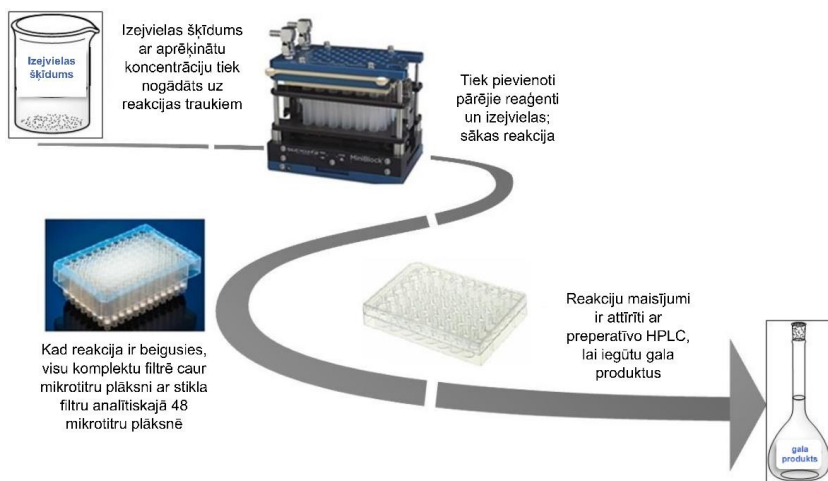 Izejvielas
šķīdums
Izejvielas šķīdums
ar aprēķinātu
koncentrāciju tiek
nogādāts uz
reakcijas traukiem
MiniBlock
Tiek pievienoti
pārējie reaģenti
un izejvielas;
sākas reakcija
Kad reakcija ir beigusies,
visu komplektu filtrē caur
mikrotitru plāksni ar stikla
filtru analītiskajā 48
mikrotitru plāksnē
Reakciju maisījumi
ir attīrīti ar
preperatīvo HPLC,
lai iegūtu gala
produktus
gala
produkts